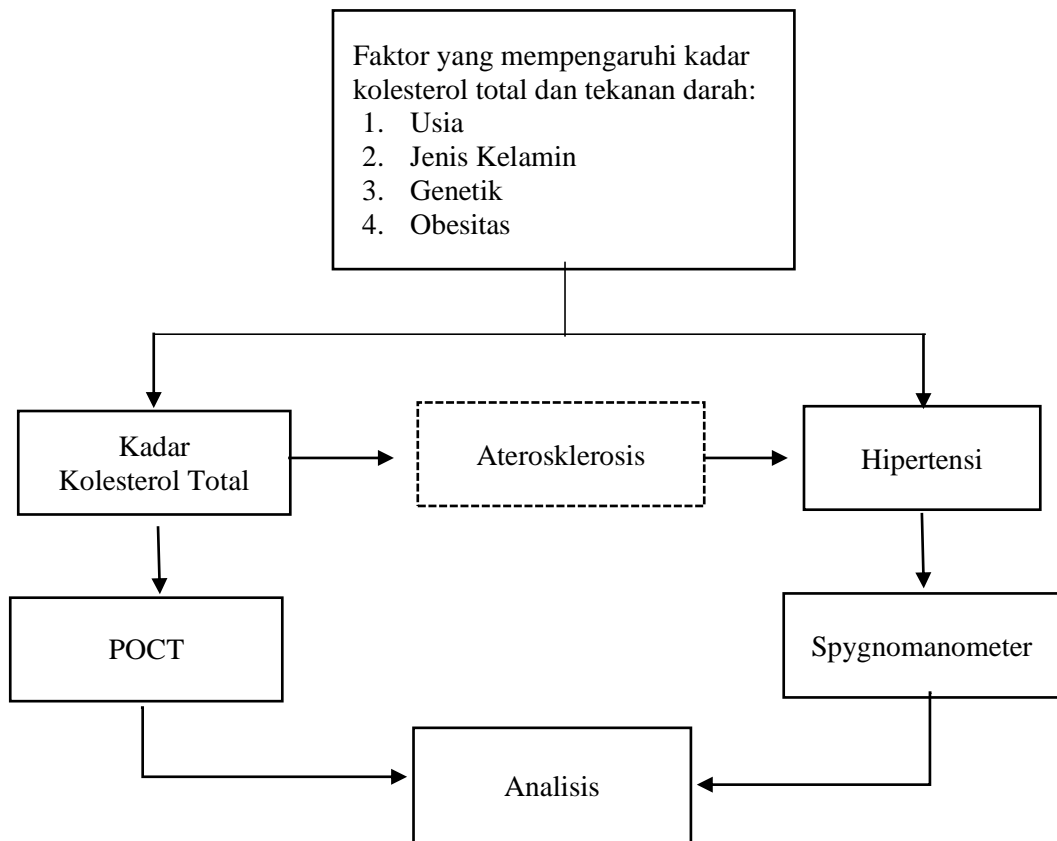 Faktor yang mempengaruhi kadar
kolesterol total dan tekanan darah:
1. Usia
2. Jenis Kelamin
3. Genetik
4. Obesitas
Kadar
Kolesterol Total
Aterosklerosis
Hipertensi
POCT
Spygnomanometer
Analisis